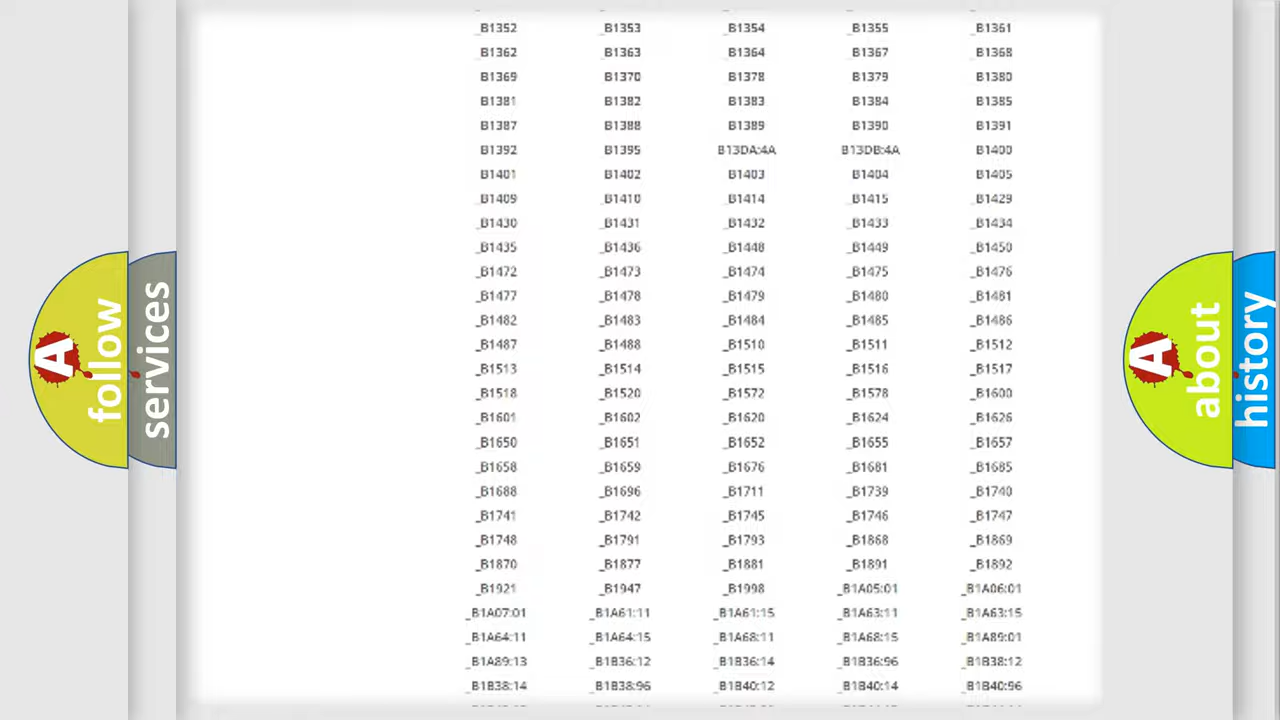 follow
services
_B1352 _B1353 _B1354 _B1355 _B1361
_B1362 _B1363 _B1364 _B1367 _B1368
_B1369 _B1370 _B1378 _B1379 _B1380
_B1381 _B1382 _B1383 _B1384 _B1385
_B1387 _B1388 _B1389 _B1390 _B1391
_B1392 _B1395 _B13DA:4A _B13DB:4A _B1400
_B1401 _B1402 _B1403 _B1404 _B1405
_B1409 _B1410 _B1414 _B1415 _B1429
_B1430 _B1431 _B1432 _B1433 _B1434
_B1435 _B1436 _B1448 _B1449 _B1450
_B1472 _B1473 _B1474 _B1475 _B1476
_B1477 _B1478 _B1479 _B1480 _B1481
_B1482 _B1483 _B1484 _B1485 _B1486
_B1487 _B1488 _B1510 _B1511 _B1512
_B1513 _B1514 _B1515 _B1516 _B1517
_B1518 _B1520 _B1572 _B1578 _B1600
_B1601 _B1602 _B1620 _B1624 _B1626
_B1650 _B1651 _B1652 _B1655 _B1657
_B1658 _B1659 _B1676 _B1681 _B1685
_B1688 _B1696 _B1711 _B1739 _B1740
_B1741 _B1742 _B1745 _B1746 _B1747
_B1748 _B1791 _B1793 _B1868 _B1869
_B1870 _B1877 _B1881 _B1891 _B1892
_B1921 _B1947 _B1998 _B1A05:01 _B1A06:01
_B1A07:01 _B1A61:11 _B1A61:15 _B1A63:11 _B1A63:15
_B1A64:11 _B1A64:15 _B1A68:11 _B1A68:15 _B1A89:01
_B1A89:13 _B1B36:12 _B1B36:14 _B1B36:96 _B1B38:12
_B1B38:14 _B1B38:96 _B1B40:12 _B1B40:14 _B1B40:96
A about
history
A